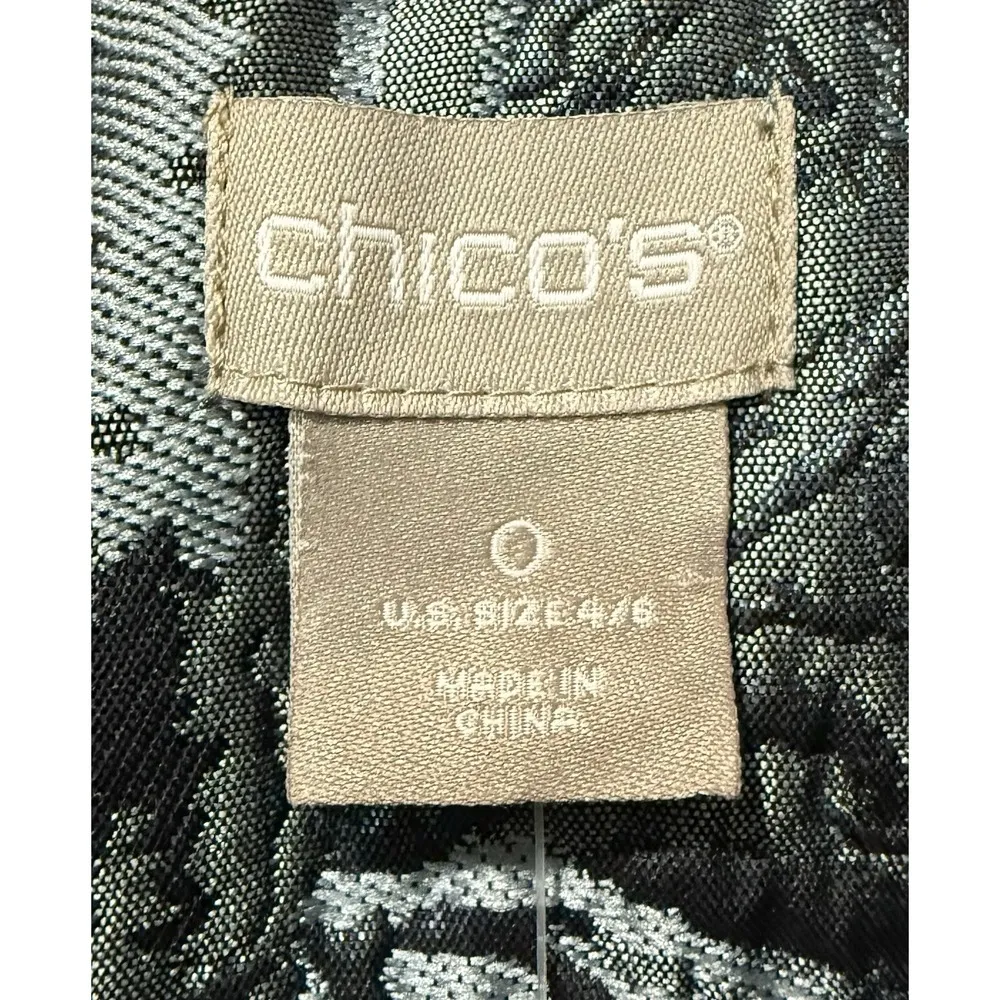 chico's®
0
U.S. SIZE 4/6
MADE IN
CHINA